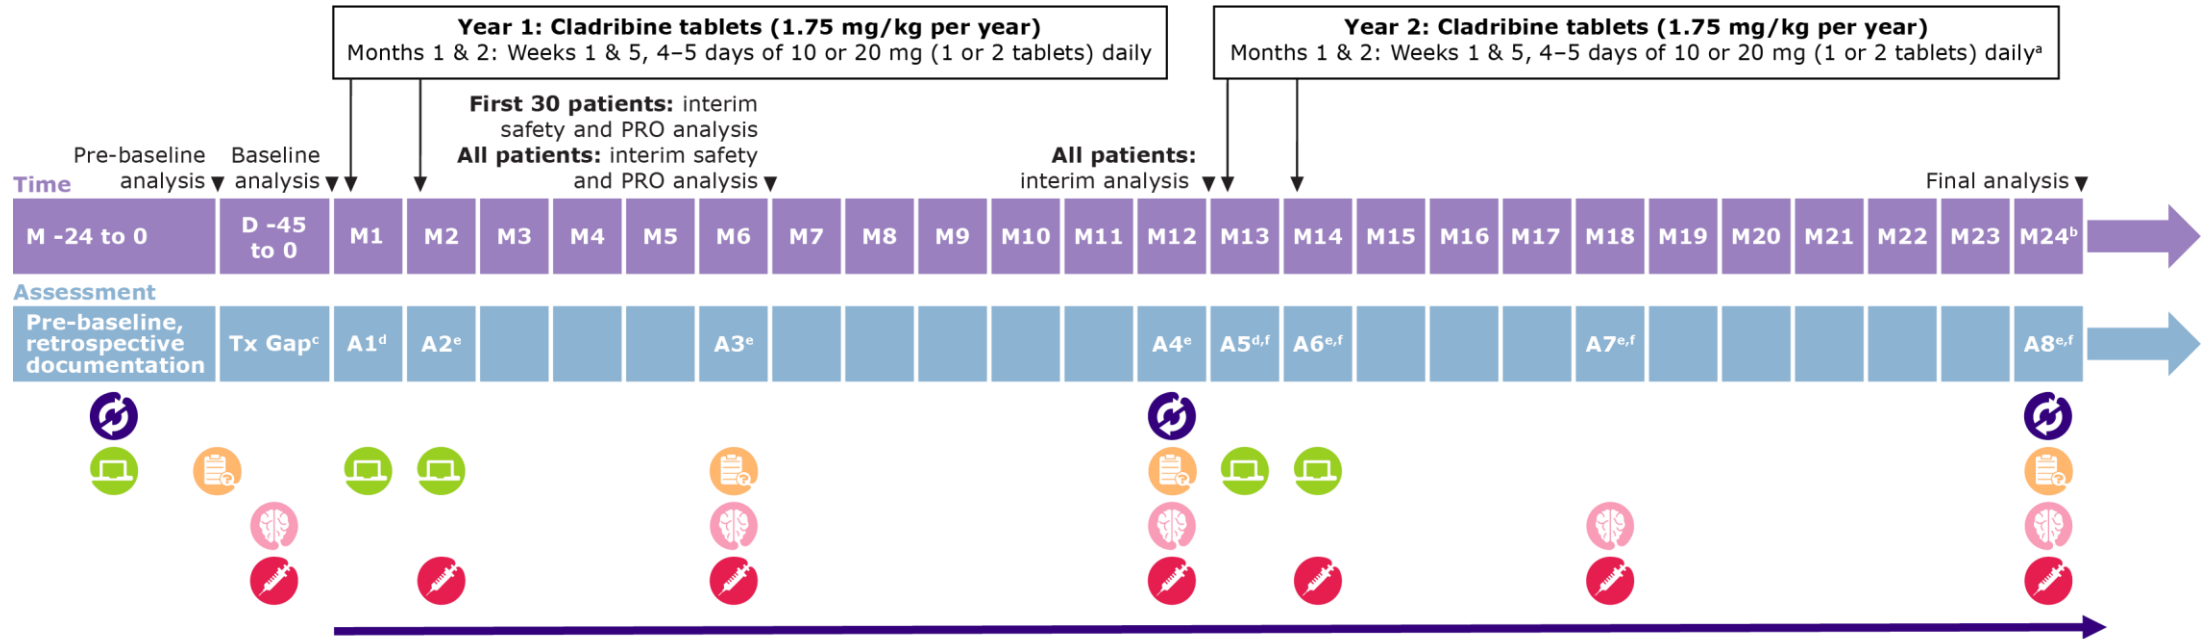 Year 1: Cladribine tablets (1.75 mg/kg per year)
Months 1 & 2: Weeks 1 & 5, 4–5 days of 10 or 20 mg (1 or 2 tablets) daily
Year 2: Cladribine tablets (1.75 mg/kg per year)
Months 1 & 2: Weeks 1 & 5, 4–5 days of 10 or 20 mg (1 or 2 tablets) dailyᵃ
First 30 patients: interim
safety and PRO analysis
All patients: interim safety
and PRO analysis
Pre-baseline
analysis
Baseline
analysis
All patients:
interim analysis
Final analysis
Time
M -24 to 0
D -45
to 0
M1
M2
M3
M4
M5
M6
M7
M8
M9
M10
M11
M12
M13
M14
M15
M16
M17
M18
M19
M20
M21
M22
M23
M24ᵇ
Assessment
Pre-baseline,
retrospective
documentation
Tx Gapᶜ
A1ᵈ
A2ᵉ
A3ᵉ
A4ᵉ
A5ᵈ,ᶠ
A6ᵉ,ᶠ
A7ᵉ,ᶠ
A8ᵉ,ᶠ
?
?
?
?